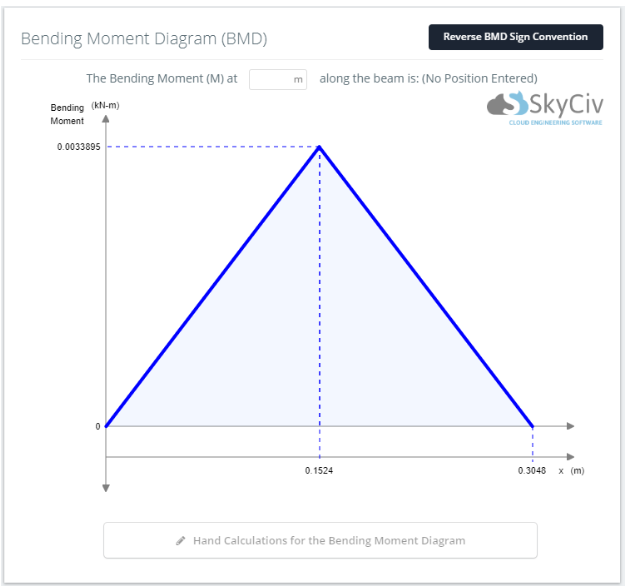 Bending Moment Diagram (BMD)
Reverse BMD Sign Convention
The Bending Moment (M) at m along the beam is: (No Position Entered)
Bending (kN-m)
Moment
SkyCiv
CLOUD ENGINEERING SOFTWARE
0.0033895
0
0.1524
0.3048 x (m)
Hand Calculations for the Bending Moment Diagram